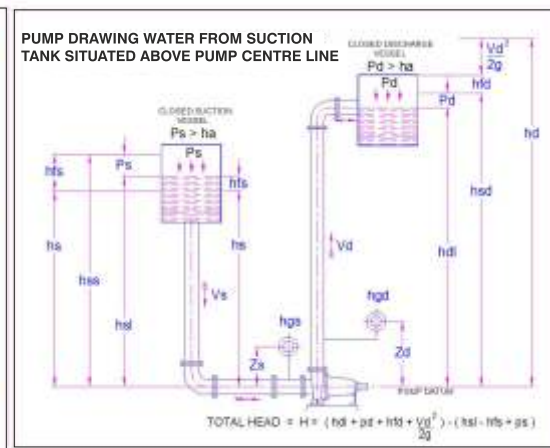 PUMP DRAWING WATER FROM SUCTION
TANK SITUATED ABOVE PUMP CENTRE LINE
CLOSED DISCHARGE
VESSEL
Pd > ha
Pd
Vd²
2g
hfd
Pd
hd
CLOSED SUCTION
VESSEL
Ps > ha
Ps
Ps
hfs
hfs
hs
hss
hsl
hs
Vs
Vd
hsd
hdl
hgs
hgd
Zs
Zd
PUMP DATUM
TOTAL HEAD = H = ( hdl + pd + hfd + Vd² ) - ( hsl - hfs + ps )
2g